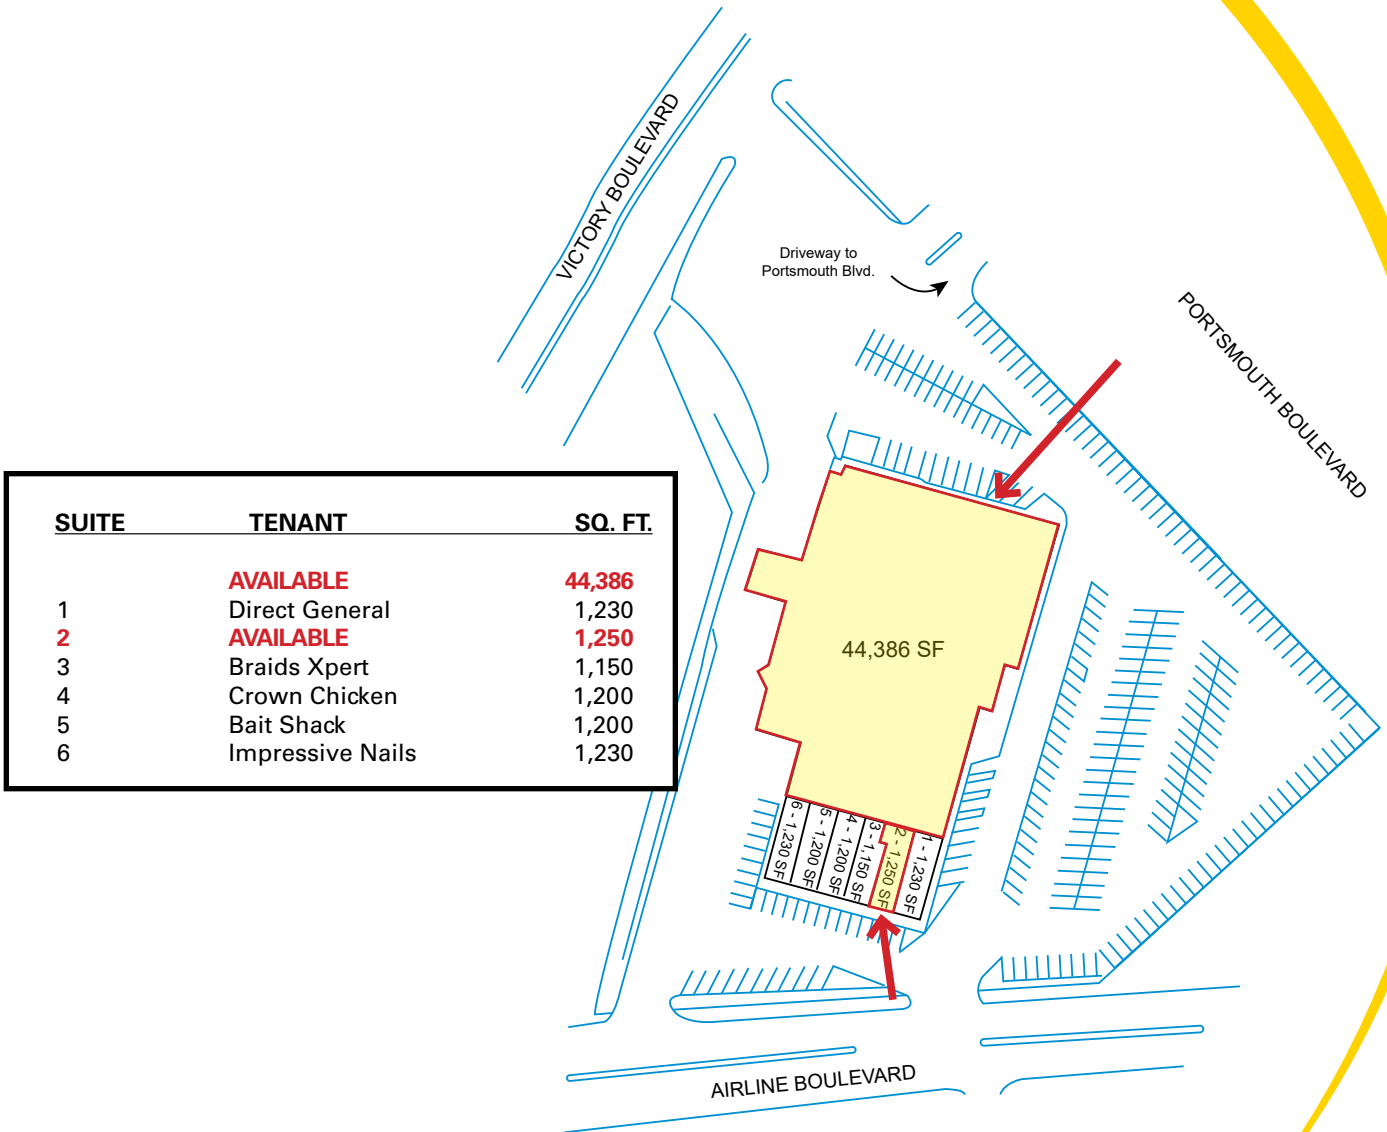 VICTORY BOULEVARD
Driveway to
Portsmouth Blvd.
PORTSMOUTH BOULEVARD
SUITE TENANT SQ. FT.
AVAILABLE 44,386
1 Direct General 1,230
2 AVAILABLE 1,250
3 Braids Xpert 1,150
4 Crown Chicken 1,200
5 Bait Shack 1,200
6 Impressive Nails 1,230
44,386 SF
6 - 1,230 SF
5 - 1,200 SF
4 - 1,200 SF
3 - 1,150 SF
2 - 1,250 SF
1 - 1,230 SF
AIRLINE BOULEVARD